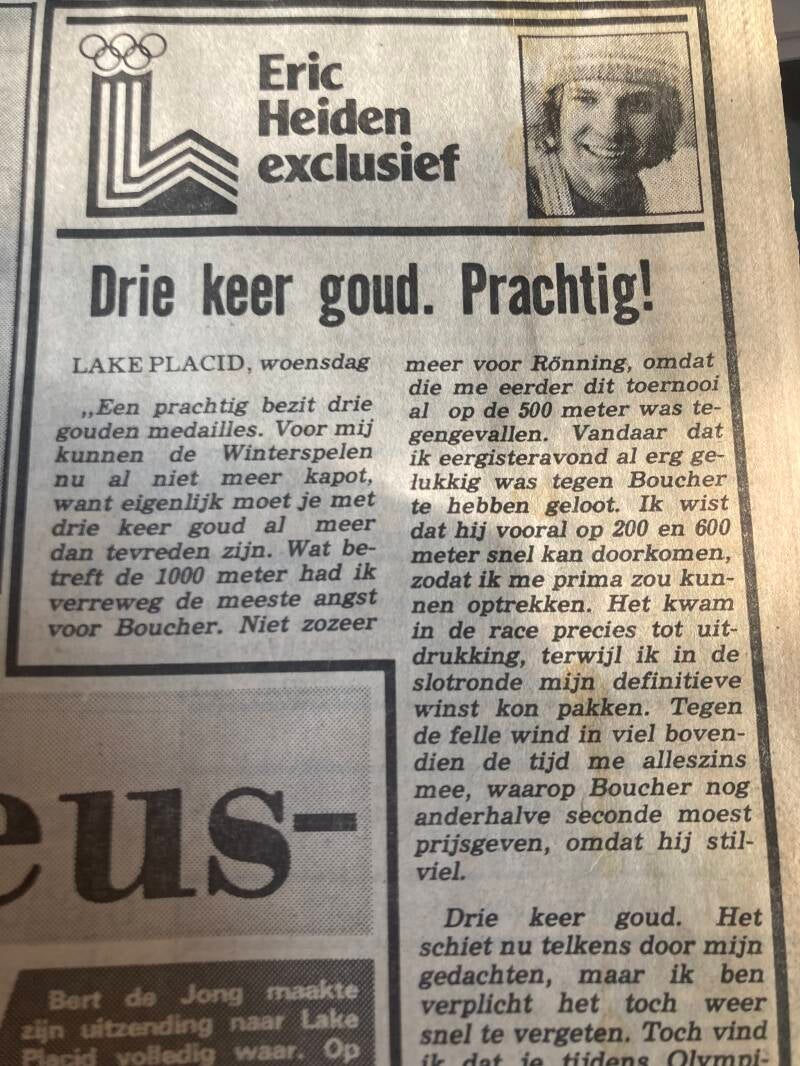 Eric
Heiden
exclusief
Drie keer goud. Prachtig!
LAKE PLACID, woensdag
„Een prachtig bezit drie
gouden medailles. Voor mij
kunnen de Winterspelen
nu al niet meer kapot,
want eigenlijk moet je met
drie keer goud al meer
dan tevreden zijn. Wat be-
treft de 1000 meter had ik
verreweg de meeste angst
voor Boucher. Niet zozeer
meer voor Rönning, omdat
die me eerder dit toernooi
al op de 500 meter was te-
gengevallen. Vandaar dat
ik eergisteravond al erg ge-
lukkig was tegen Boucher
te hebben geloot. Ik wist
dat hij vooral op 200 en 600
meter snel kan doorkomen,
zodat ik me prima zou kun-
nen optrekken. Het kwam
in de race precies tot uit-
drukking, terwijl ik in de
slotronde mijn definitieve
winst kon pakken. Tegen
de felle wind in viel boven-
dien de tijd me alleszins
mee, waarop Boucher nog
anderhalve seconde moest
prijsgeven, omdat hij stil-
viel.
Drie keer goud. Het
schiet nu telkens door mijn
gedachten, maar ik ben
verplicht het toch weer
snel te vergeten. Toch vind
ik dat je tijdens Olympi-
eus-
Bert de Jong maakte
zijn uitzending naar Lake
Placid volledig waar. Op